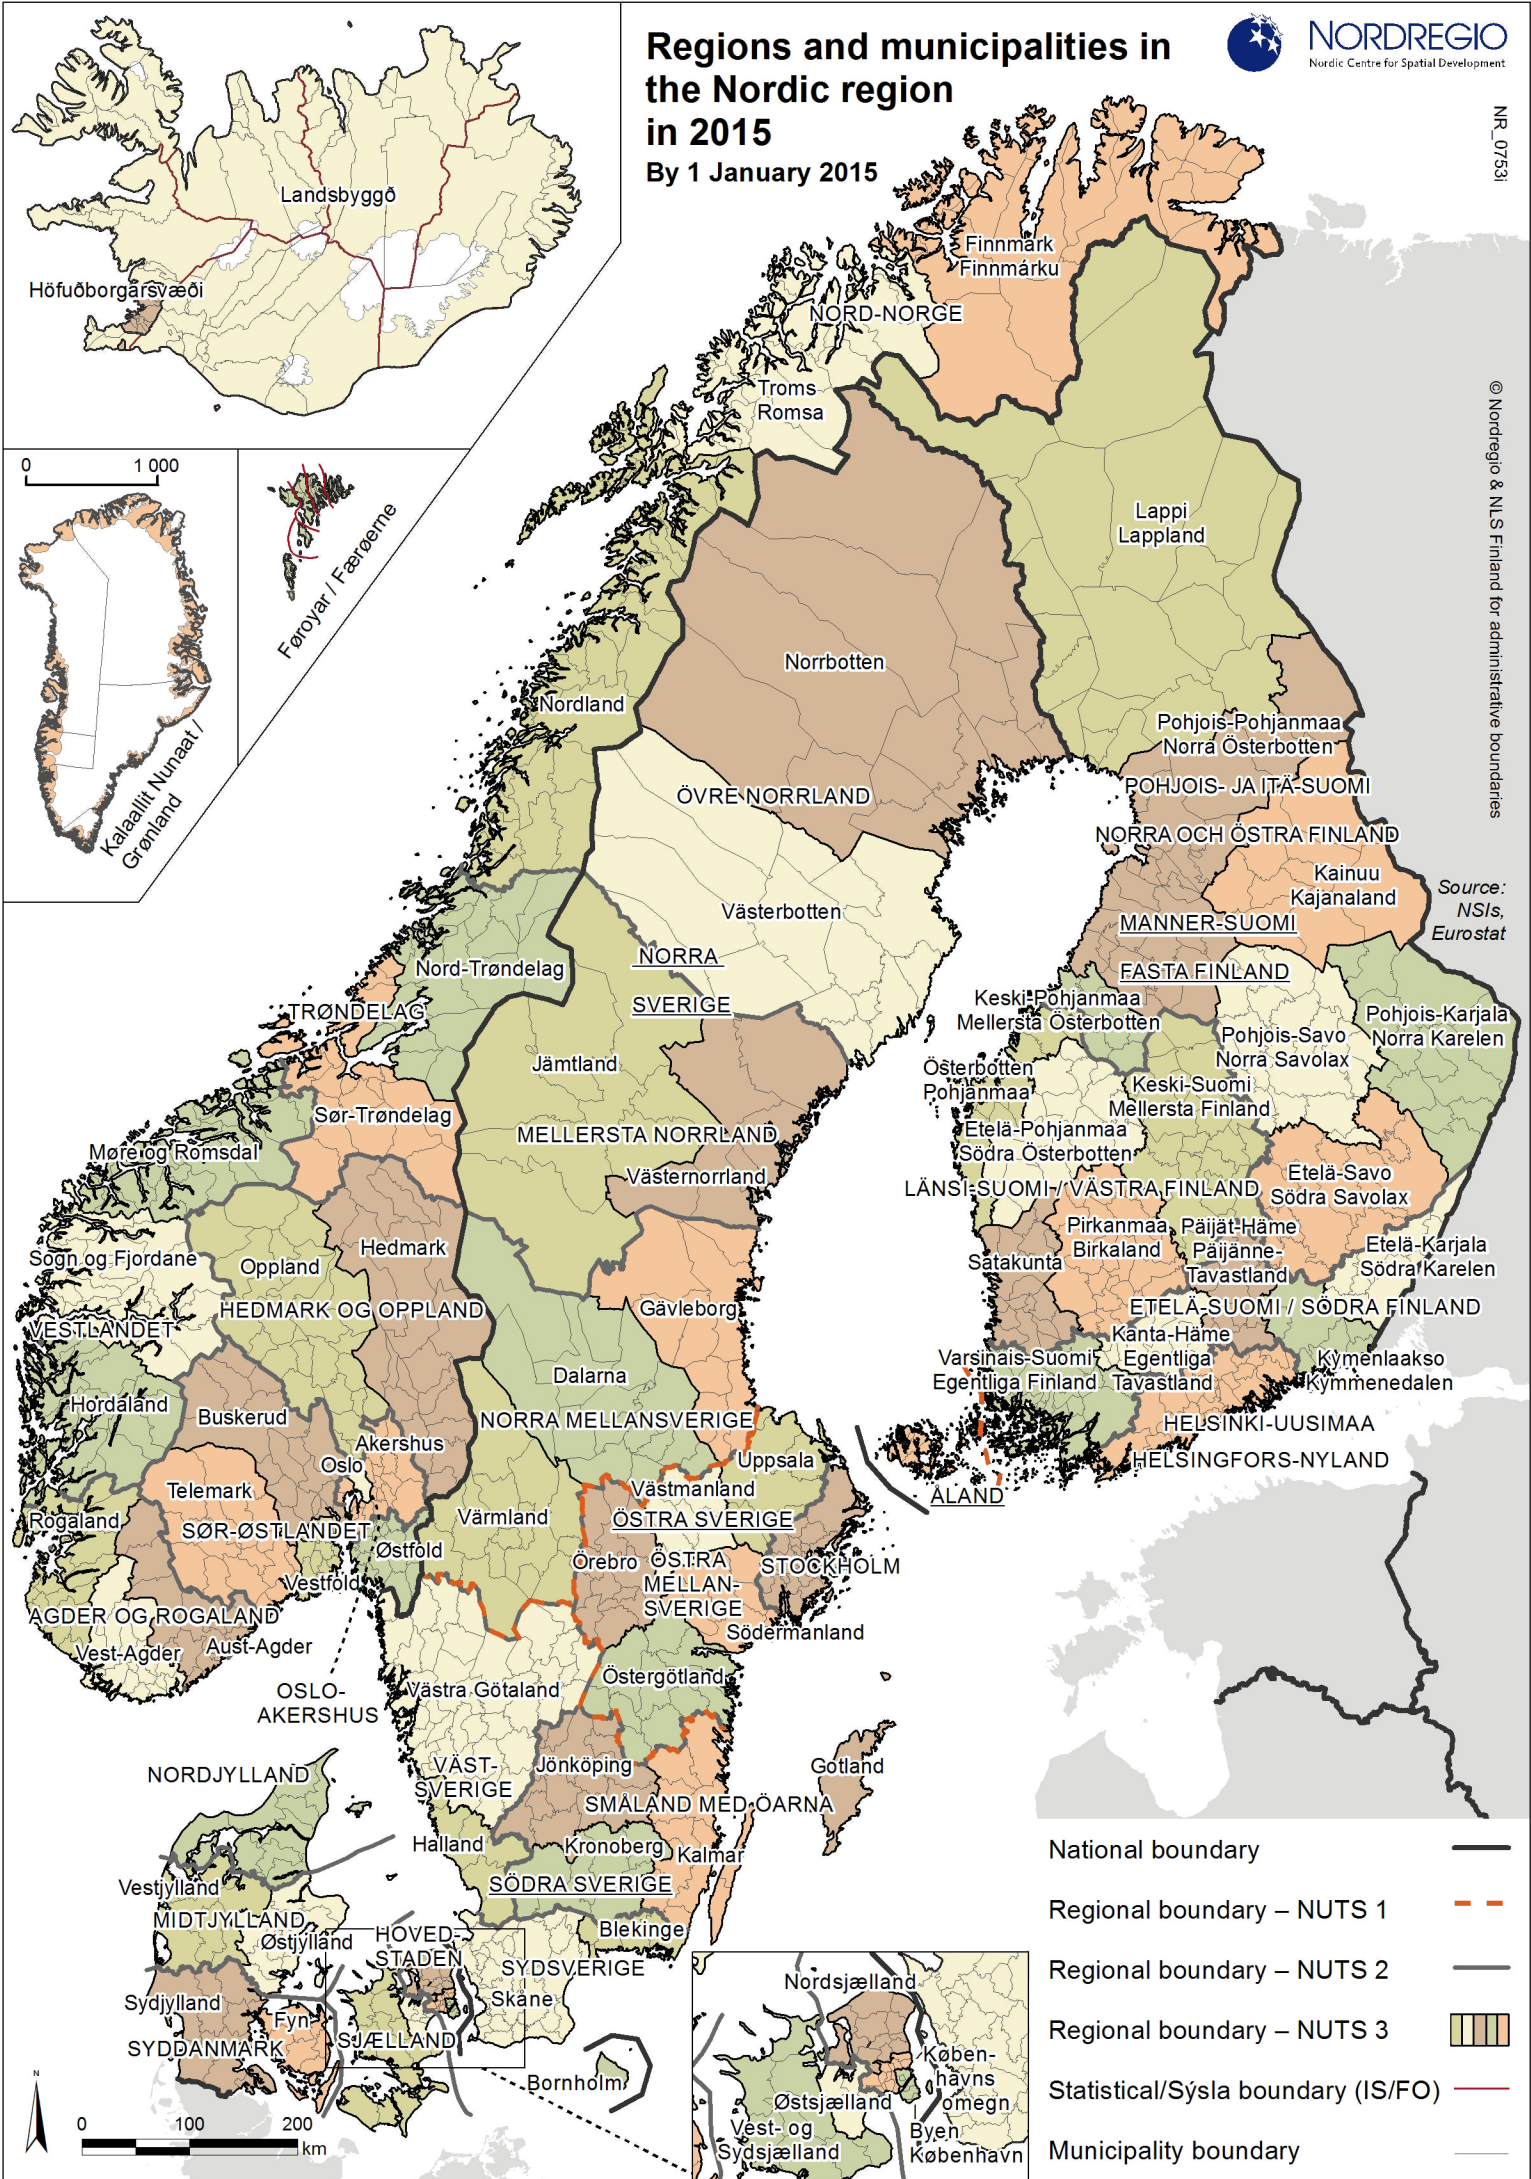 Regions and municipalities in
the Nordic region
in 2015
By 1 January 2015
NORDREGIO
Nordic Centre for Spatial Development
NR_0753i
© Nordregio & NLS Finland for administrative boundaries
Source:
NSIs,
Eurostat
Landsbyggð
Höfuðborgarsvæði
0 1 000
Kalaallit Nunaat /
Grønland
Føroyar / Færøerne
Finnmark
Finnmárku
NORD-NORGE
Troms
Romsa
Lappi
Lappland
Norrbotten
Nordland
Pohjois-Pohjanmaa
Norra Österbotten
POHJOIS- JA ITÄ-SUOMI
ÖVRE NORRLAND
NORRA OCH ÖSTRA FINLAND
Kainuu
Kajanaland
Västerbotten
MANNER-SUOMI
NORRA
SVERIGE
FASTA FINLAND
Nord-Trøndelag
TRØNDELAG
Keski-Pohjanmaa
Mellersta Österbotten
Pohjois-Savo
Norra Savolax
Pohjois-Karjala
Norra Karelen
Jämtland
Österbotten
Pohjanmaa
Keski-Suomi
Mellersta Finland
Sør-Trøndelag
MELLERSTA NORRLAND
Etelä-Pohjanmaa
Södra Österbotten
Møre og Romsdal
Västernorrland
Etelä-Savo
Södra Savolax
LÄNSI-SUOMI / VÄSTRA FINLAND
Pirkanmaa
Birkaland
Päijät-Häme
Päijänne-
Tavastland
Hedmark
Sogn og Fjordane
Oppland
Satakunta
Etelä-Karjala
Södra Karelen
HEDMARK OG OPPLAND
Gävleborg
ETELÄ-SUOMI / SÖDRA FINLAND
VESTLANDET
Kanta-Häme
Egentliga
Tavastland
Varsinais-Suomi
Egentliga Finland
Kymenlaakso
Kymmenedalen
Dalarna
Hordaland
Buskerud
NORRA MELLANSVERIGE
HELSINKI-UUSIMAA
HELSINGFORS-NYLAND
Akershus
Oslo
Uppsala
Telemark
Västmanland
ÅLAND
Rogaland
SØR-ØSTLANDET
Värmland
ÖSTRA SVERIGE
Østfold
Örebro
ÖSTRA
MELLAN-
SVERIGE
STOCKHOLM
Vestfold
AGDER OG ROGALAND
Södermanland
Vest-Agder
Aust-Agder
Östergötland
OSLO-
AKERSHUS
Västra Götaland
NORDJYLLAND
VÄST-
SVERIGE
Jönköping
Gotland
SMÅLAND MED ÖARNA
Halland
Kronoberg
Kalmar
Vestjylland
SÖDRA SVERIGE
MIDTJYLLAND
Østjylland
HOVED-
STADEN
Blekinge
SYDSVERIGE
Skåne
Sydjylland
Fyn
SJÆLLAND
SYDDANMARK
Bornholm
N
0 100 200
km
Nordsjælland
Køben-
havns
omegn
Østsjælland
Vest- og
Sydsjælland
Byen
København
National boundary
Regional boundary – NUTS 1
Regional boundary – NUTS 2
Regional boundary – NUTS 3
Statistical/Sýsla boundary (IS/FO)
Municipality boundary